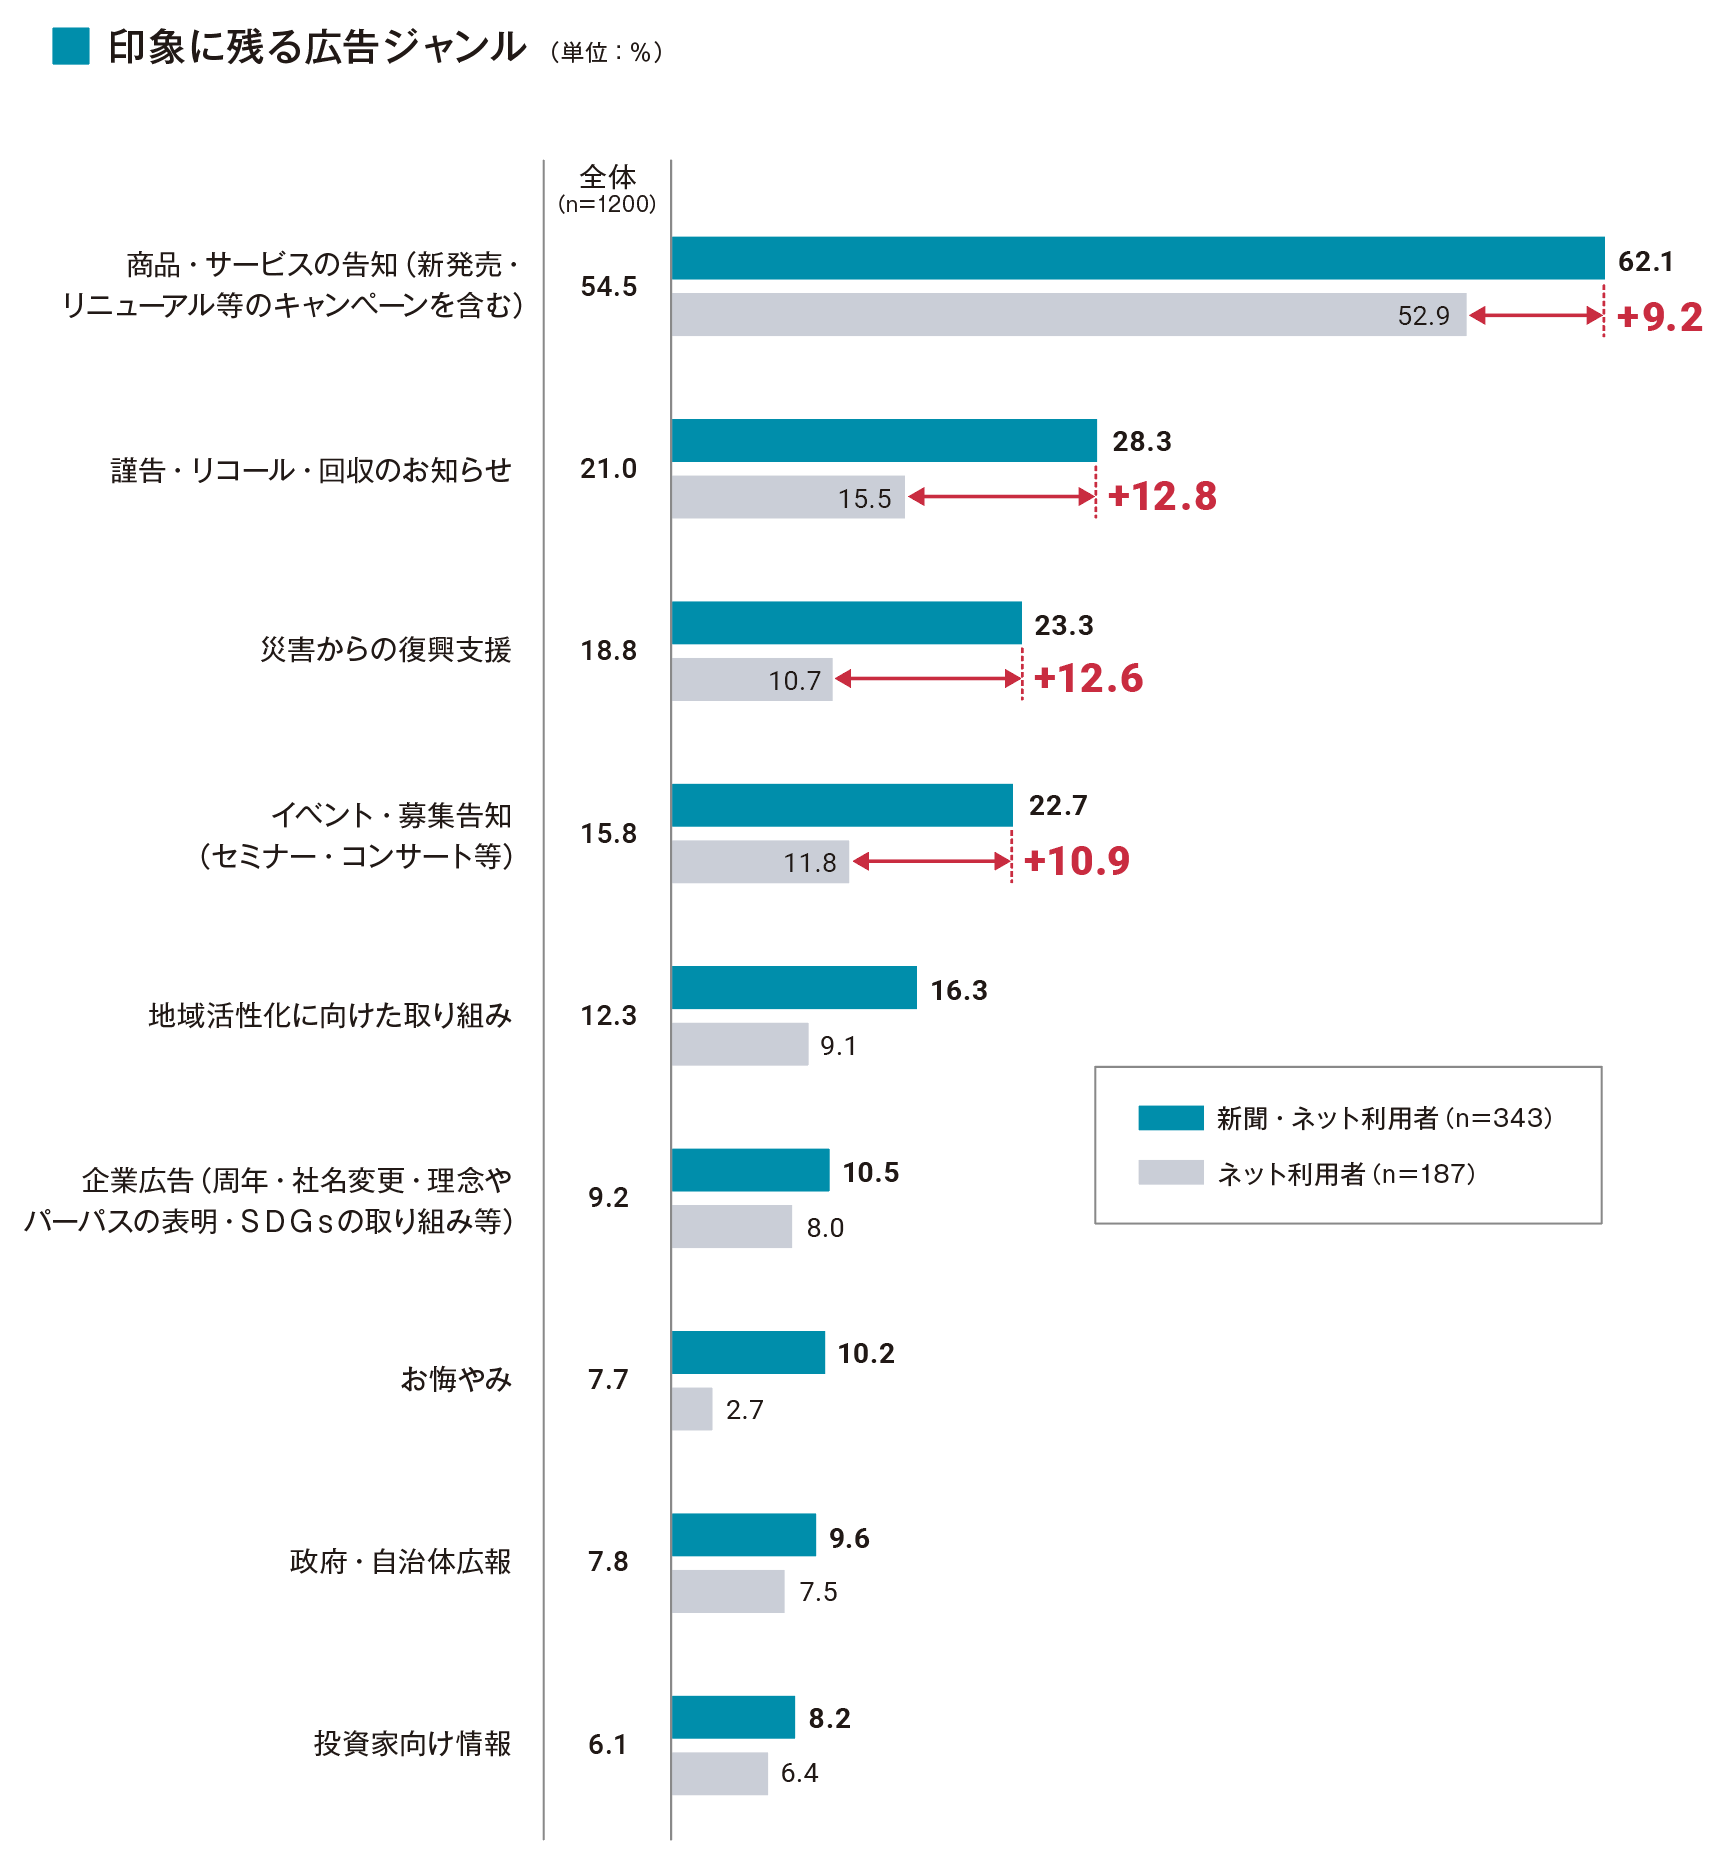 印象に残る広告ジャンル（単位：%）
全体
(n=1200)
商品・サービスの告知（新発売・
リニューアル等のキャンペーンを含む）
54.5
62.1
52.9
+9.2
謹告・リコール・回収のお知らせ
21.0
28.3
15.5
+12.8
災害からの復興支援
18.8
23.3
10.7
+12.6
イベント・募集告知
（セミナー・コンサート等）
15.8
22.7
11.8
+10.9
地域活性化に向けた取り組み
12.3
16.3
9.1
企業広告（周年・社名変更・理念や
パーパスの表明・ＳＤＧｓの取り組み等）
9.2
10.5
8.0
お悔やみ
7.7
10.2
2.7
政府・自治体広報
7.8
9.6
7.5
投資家向け情報
6.1
8.2
6.4
新聞・ネット利用者（n=343）
ネット利用者（n=187）